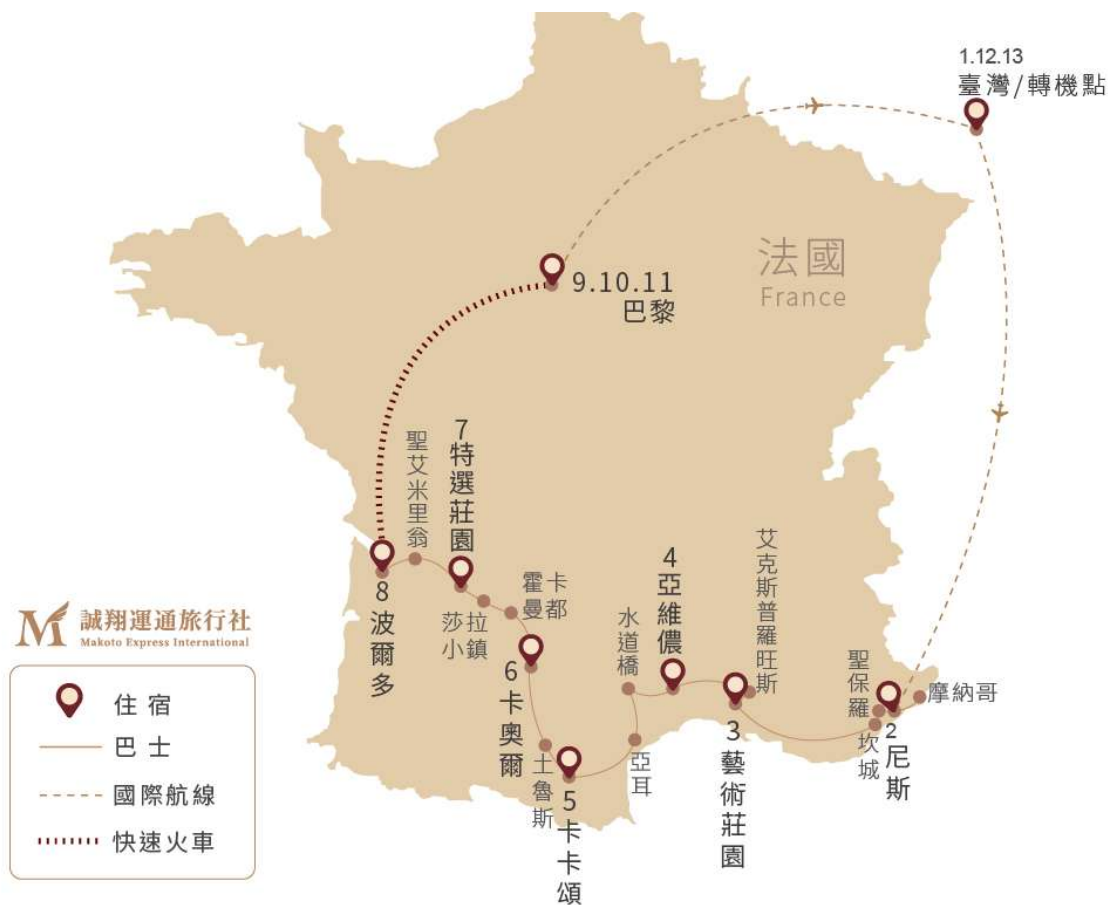 1.12.13
臺灣/轉機點
法國
France
9.10.11
巴黎
聖艾米里翁
7
特選莊園
8
波爾多
莎拉
小鎮
霍卡
曼都
6
卡奧爾
土魯斯
5
卡卡頌
亞耳
水道橋
4
亞維儂
艾克斯普羅旺斯
3
藝術莊園
聖保羅
坎城
2
尼斯
摩納哥
M 誠翔運通旅行社
Makoto Express International
住宿
巴士
國際航線
快速火車